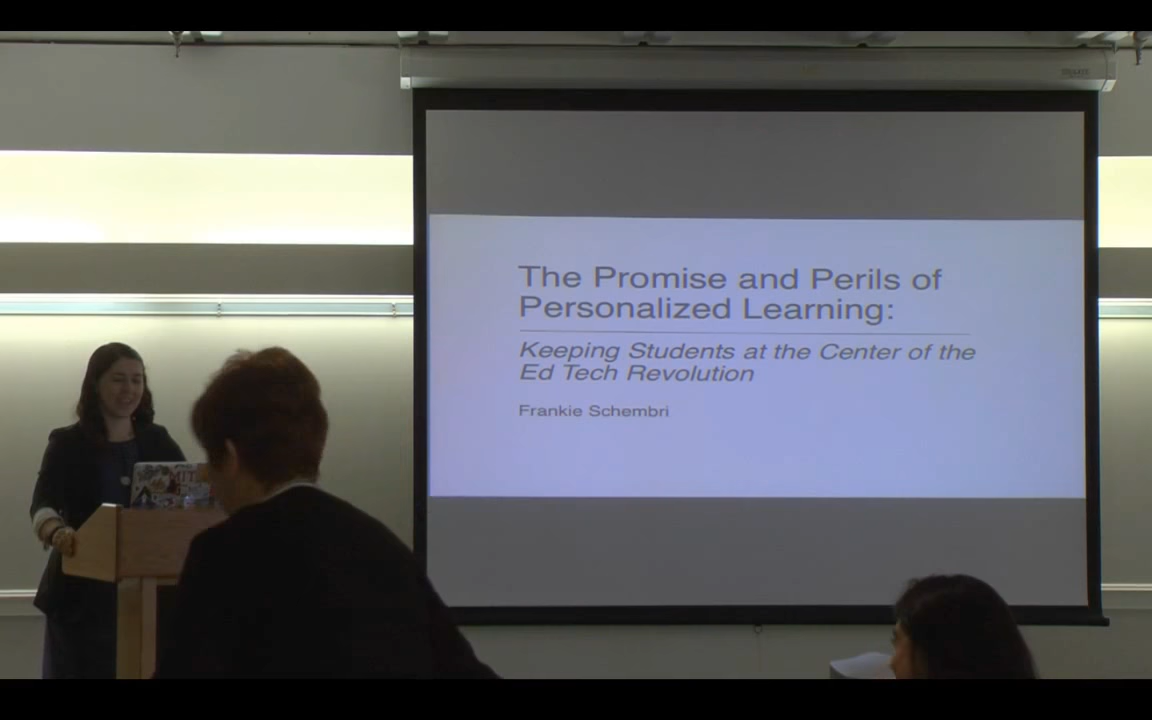 The Promise and Perils of
Personalized Learning:
Keeping Students at the Center of the
Ed Tech Revolution
Frankie Schembri
MIT